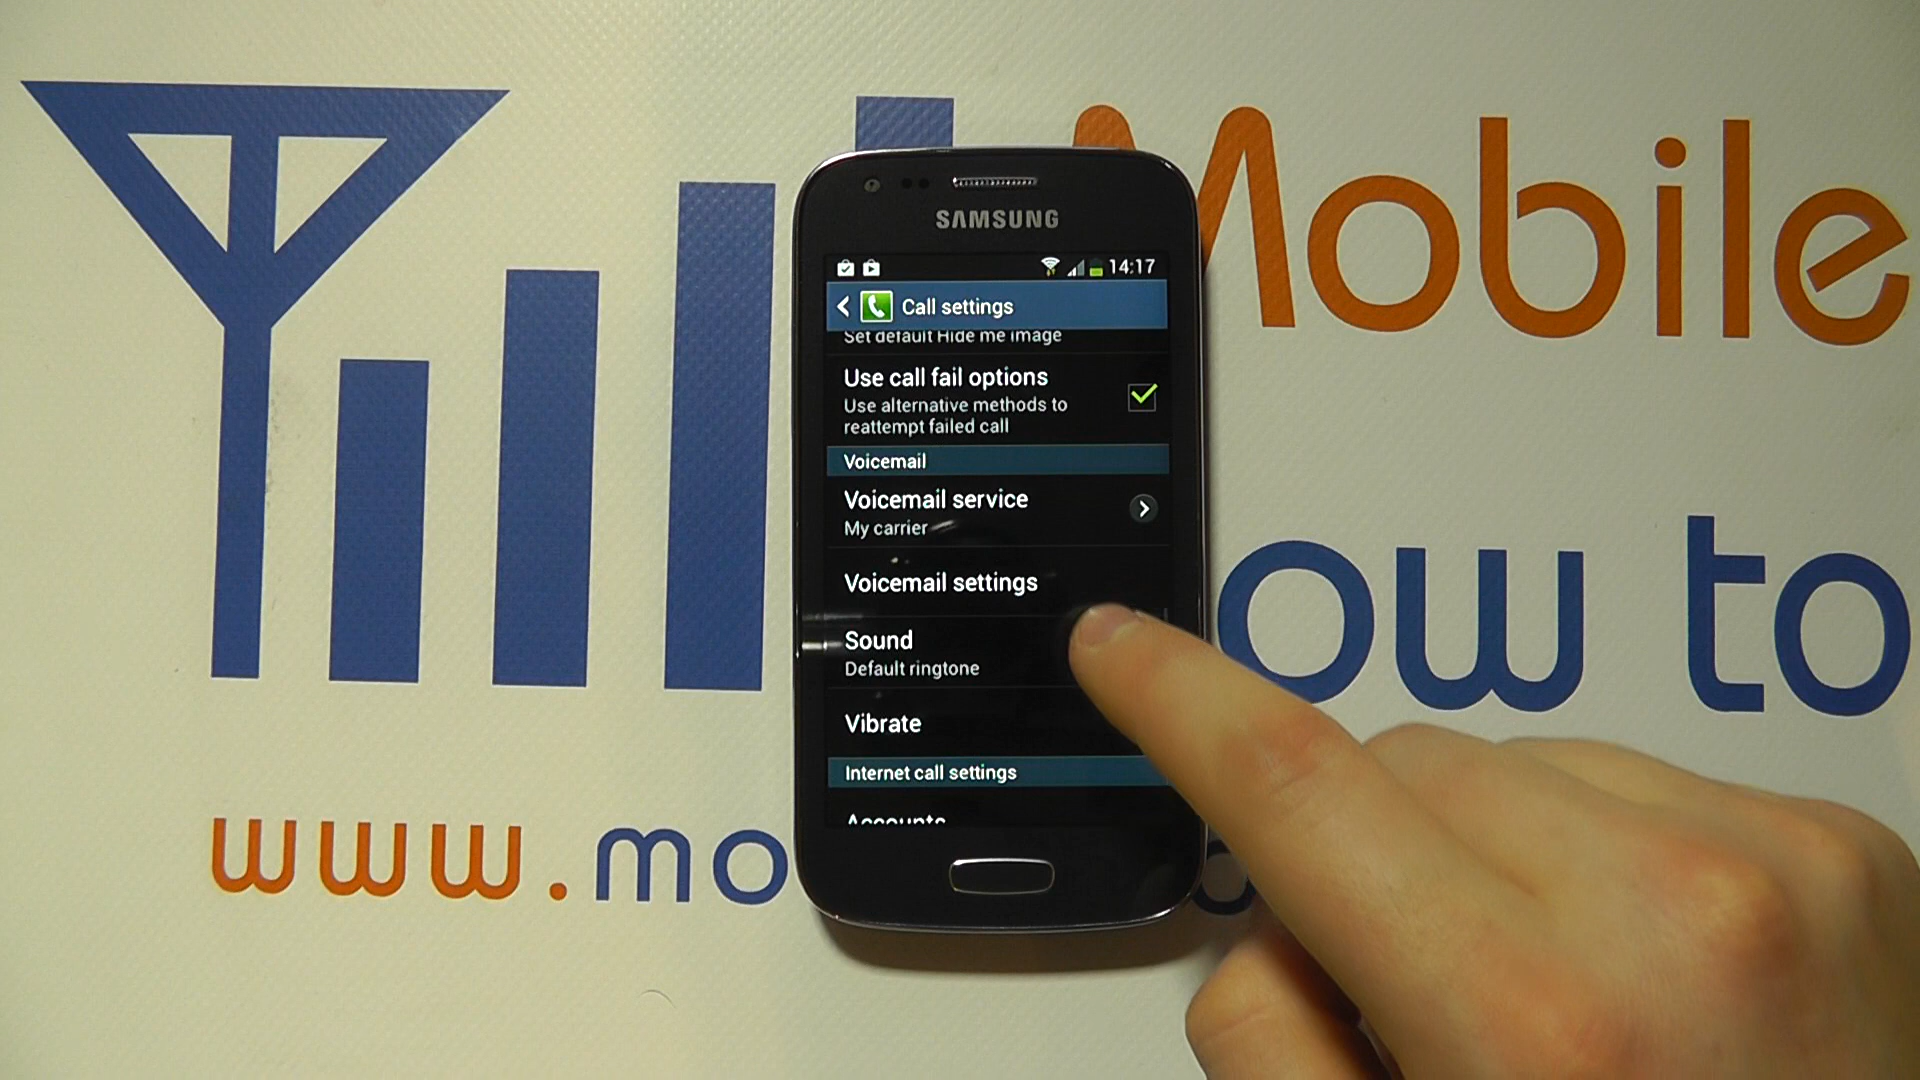 Mobile
SAMSUNG
14:17
Call settings
Set default Hide me image
Use call fail options
Use alternative methods to
reattempt failed call
Voicemail
Voicemail service
My carrier
Voicemail settings
Sound
Default ringtone
Vibrate
Internet call settings
Accounts
ow to
www.mo